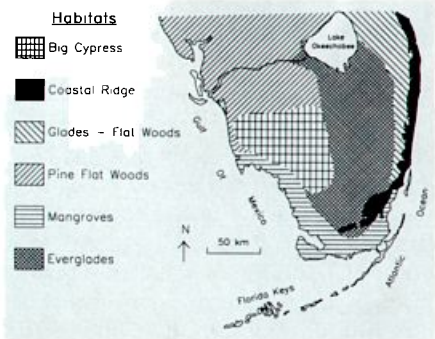 Habitats
Big Cypress
Coastal Ridge
Glades - Flat Woods
Pine Flat Woods
Mangroves
Everglades
Lake
Okeechobee
Gulf
Of
Mexico
N
50 km
Florida Keys
Atlantic
Ocean